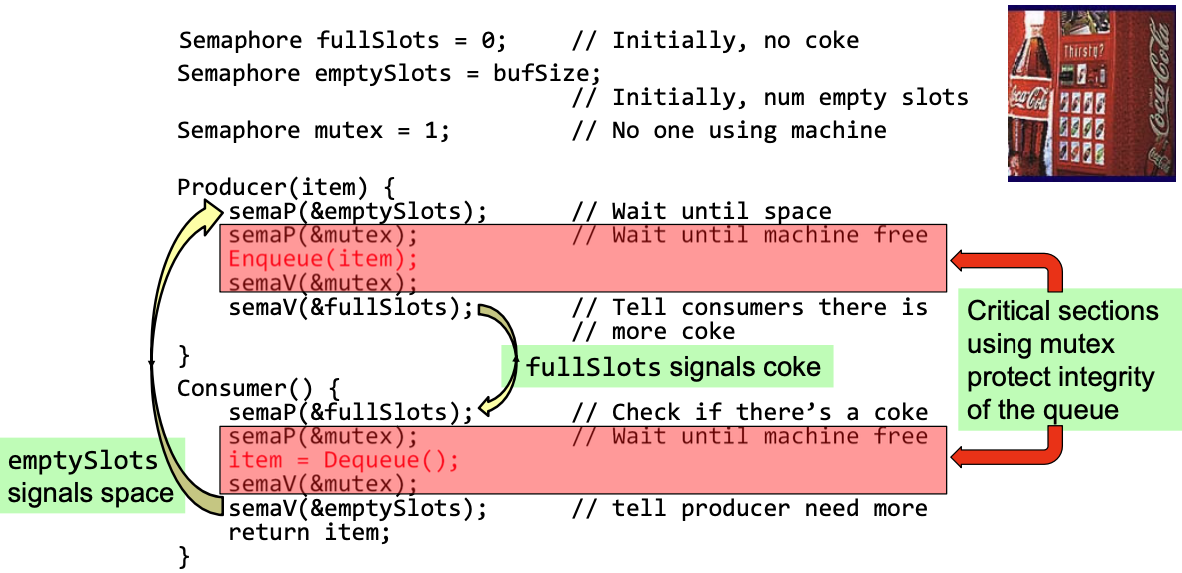 Semaphore fullSlots = 0; // Initially, no coke
Semaphore emptySlots = bufSize;
// Initially, num empty slots
Semaphore mutex = 1; // No one using machine
Producer(item) {
semaP(&emptySlots); // Wait until space
semaP(&mutex); // Wait until machine free
Enqueue(item);
semaV(&mutex);
semaV(&fullSlots); // Tell consumers there is
// more coke
}
fullSlots signals coke
Consumer() {
semaP(&fullSlots); // Check if there’s a coke
semaP(&mutex); // Wait until machine free
item = Dequeue();
semaV(&mutex);
semaV(&emptySlots); // tell producer need more
return item;
}
emptySlots
signals space
Critical sections
using mutex
protect integrity
of the queue
Thirsty?
Coca-Cola
Coca-Cola